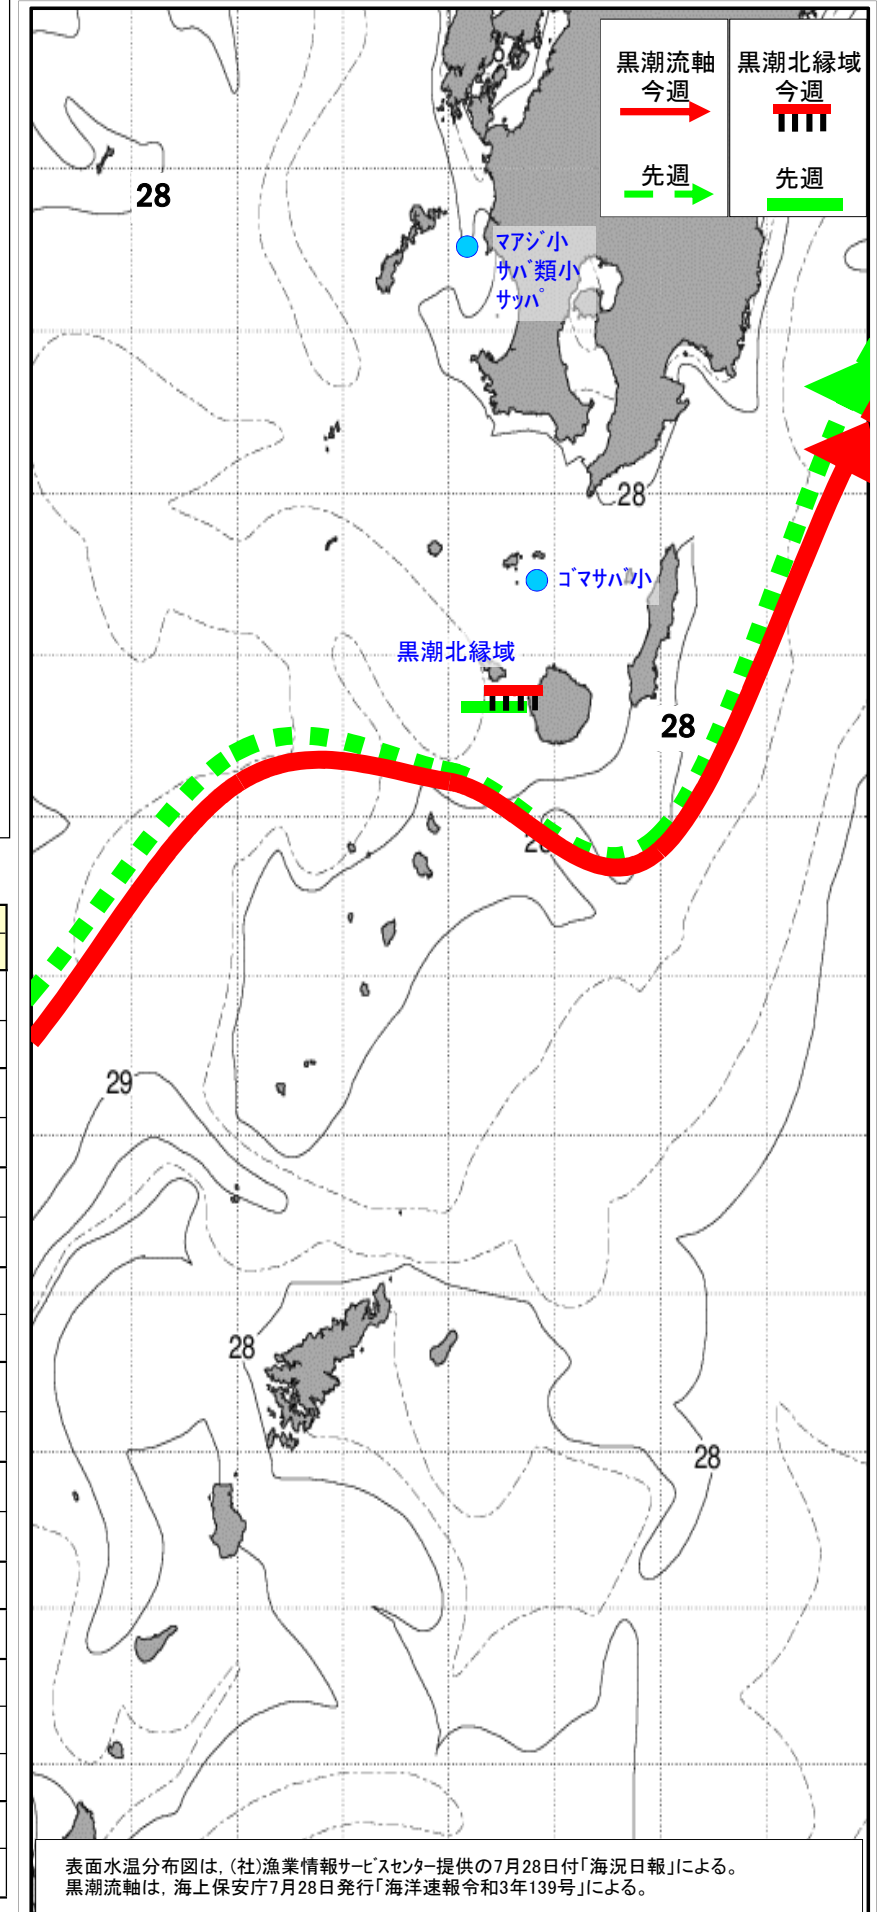 黒潮流軸
今週
先週
黒潮北縁域
今週
先週
28
マアジ小
サバ類小
サッパ
28
ゴマサバ小
黒潮北縁域
28
29
28
28
表面水温分布図は，(社)漁業情報サービスセンター提供の7月28日付「海況日報」による。
黒潮流軸は，海上保安庁7月28日発行「海洋速報令和3年139号」による。